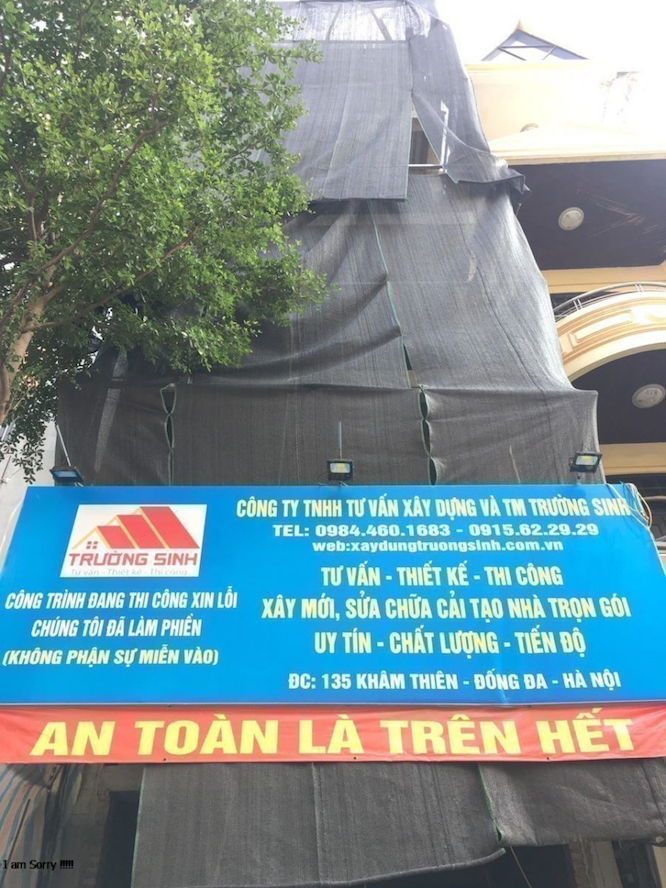 CÔNG TY TNHH TƯ VẤN XÂY DỰNG VÀ TM TRƯỜNG SINH
TEL: 0984.460.1683 - 0915.62.29.29
web:xaydungtruongsinh.com.vn
TRUỜNG SINH
Tư vấn - Thiết kế - Thi công
TƯ VẤN - THIẾT KẾ - THI CÔNG
CÔNG TRÌNH ĐANG THI CÔNG XIN LỖI
XÂY MỚI, SỬA CHỮA CẢI TẠO NHÀ TRỌN GÓI
CHÚNG TÔI ĐÃ LÀM PHIỀN
UY TÍN - CHẤT LƯỢNG - TIẾN ĐỘ
(KHÔNG PHẬN SỰ MIỄN VÀO)
ĐC: 135 KHÂM THIÊN - ĐỐNG ĐA - HÀ NỘI
AN TOÀN LÀ TRÊN HẾT
I am Sorry !!!!!